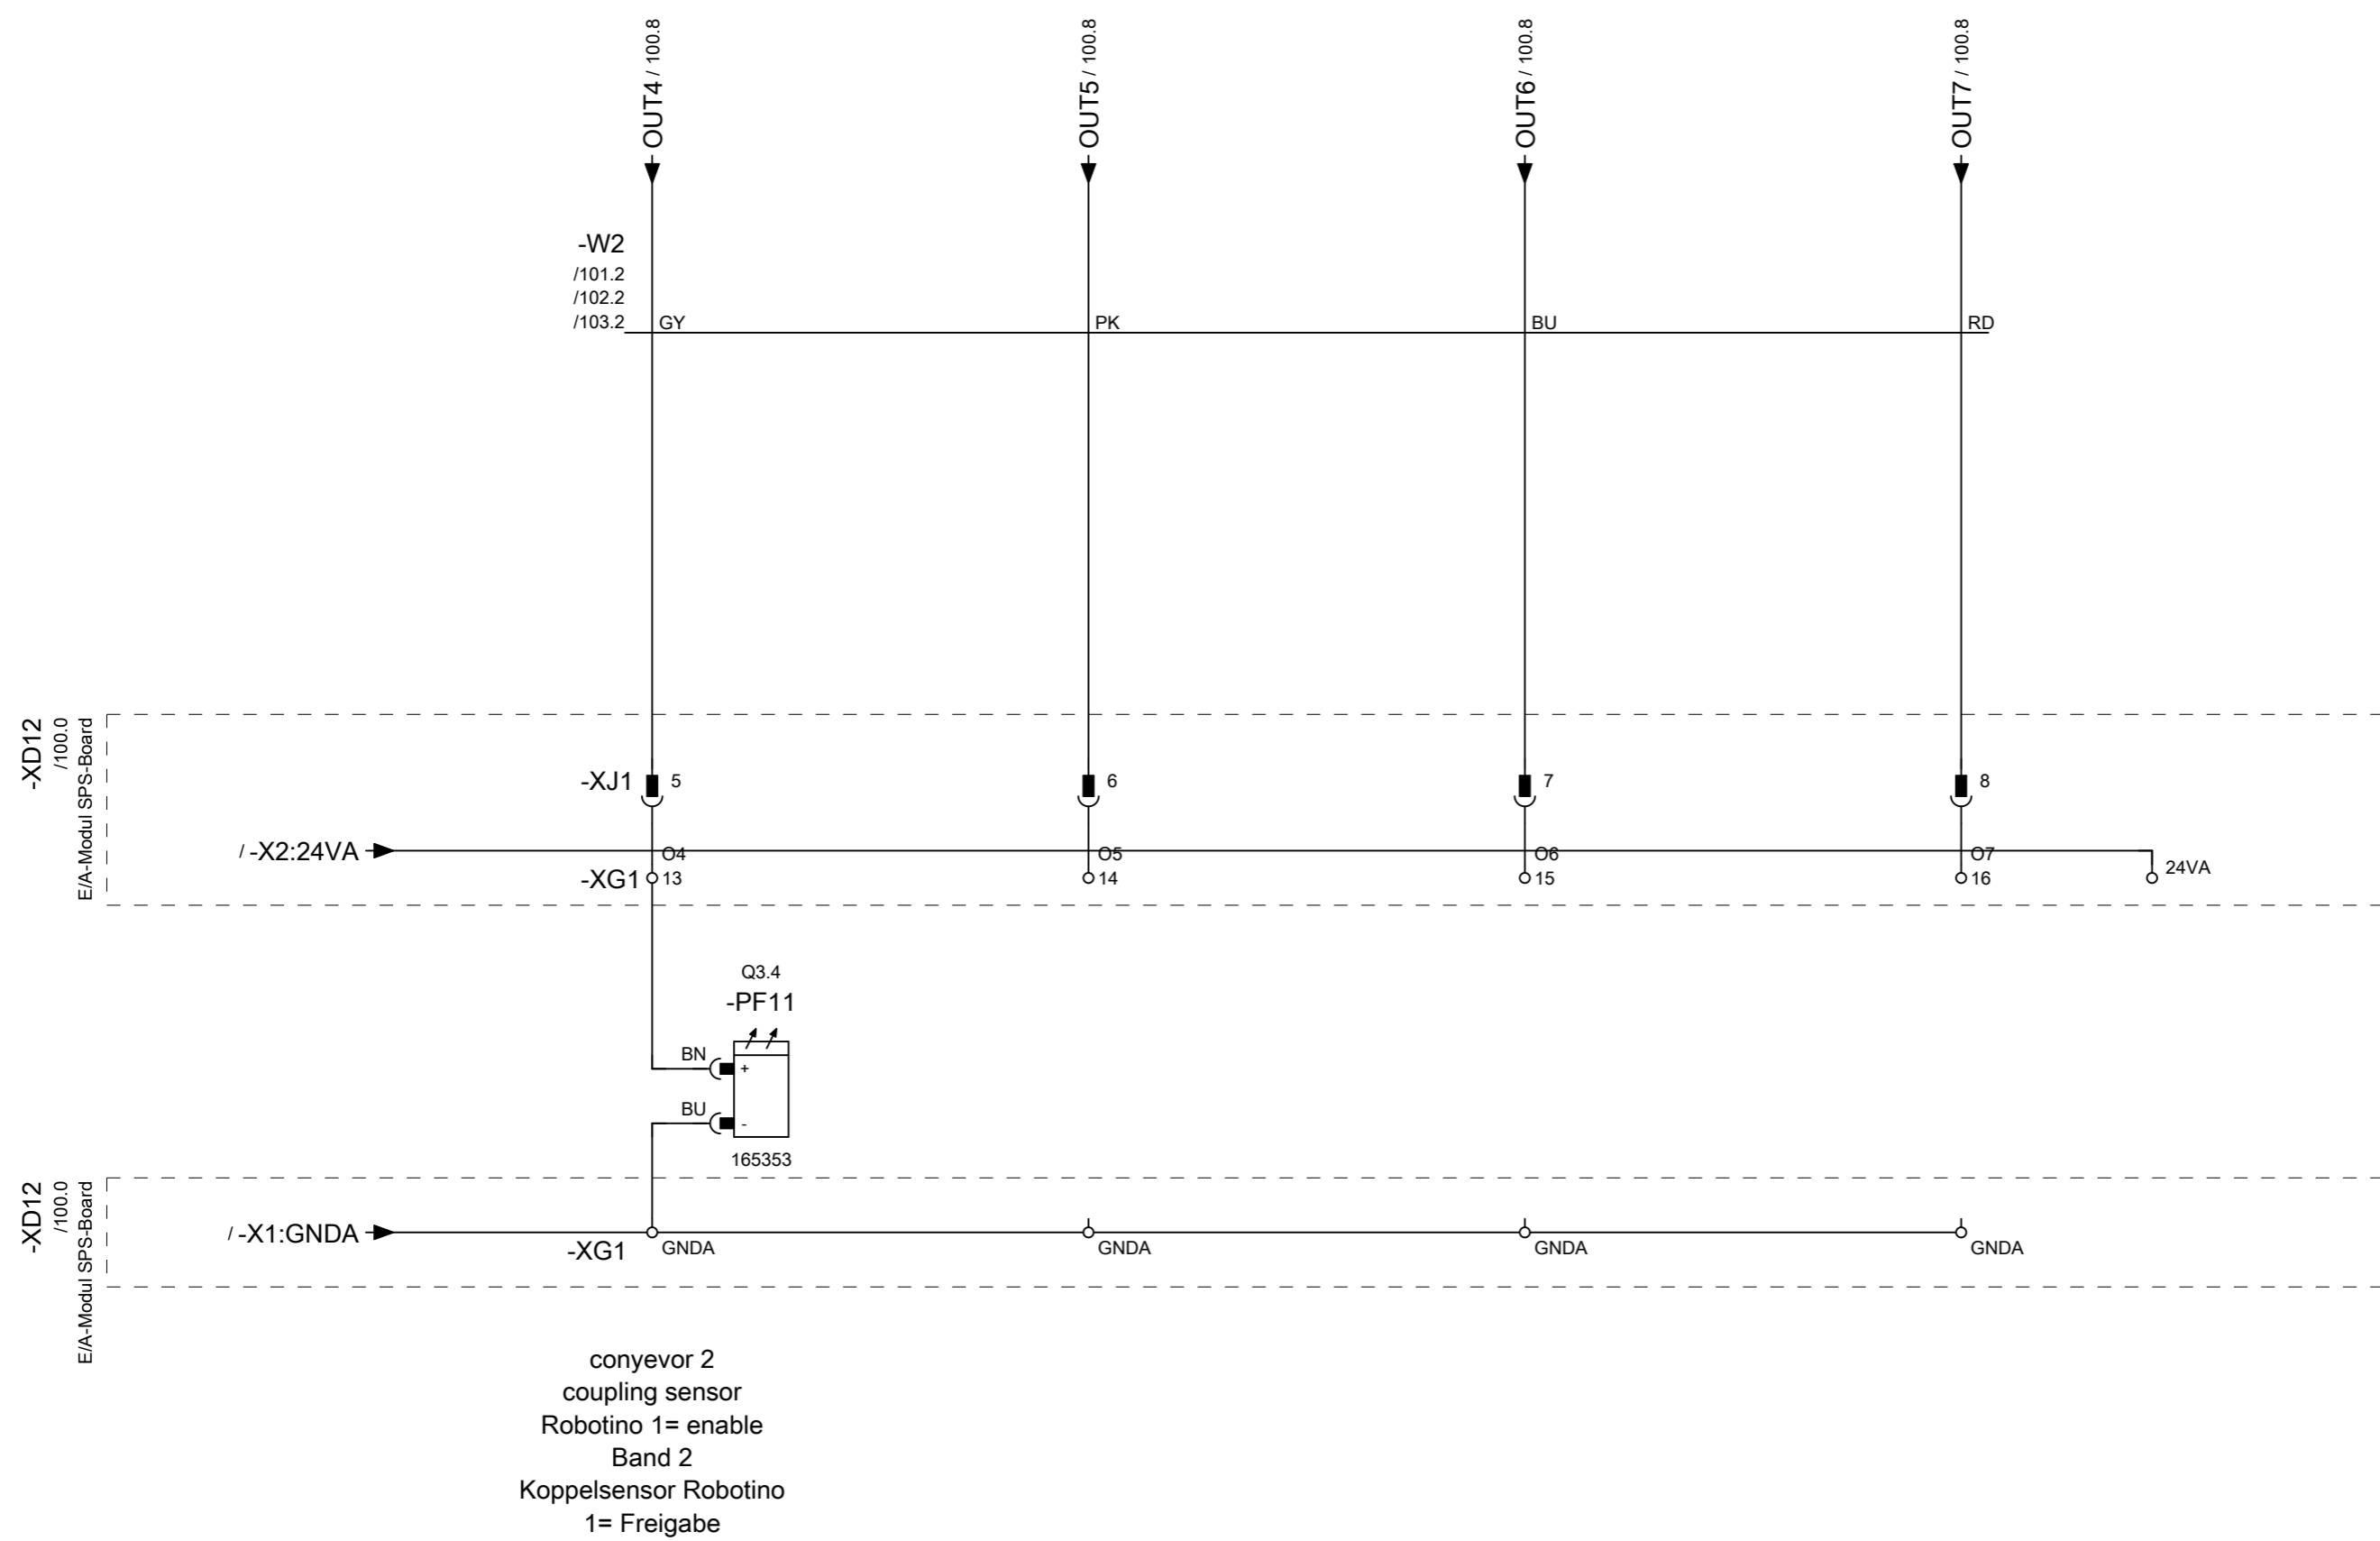 OUT4 / 100.8
OUT5 / 100.8
OUT6 / 100.8
OUT7 / 100.8
-W2
/101.2
/102.2
/103.2
GY
PK
BU
RD
-XD12
/100.0
E/A-Modul SPS-Board
-XJ1
5
6
7
8
/ -X2:24VA
O4
O5
O6
O7
24VA
-XG1
13
14
15
16
Q3.4
-PF11
BN
+
BU
-
165353
-XD12
/100.0
E/A-Modul SPS-Board
/ -X1:GNDA
-XG1
GNDA
GNDA
GNDA
GNDA
conyevor 2
coupling sensor
Robotino 1= enable
Band 2
Koppelsensor Robotino
1= Freigabe